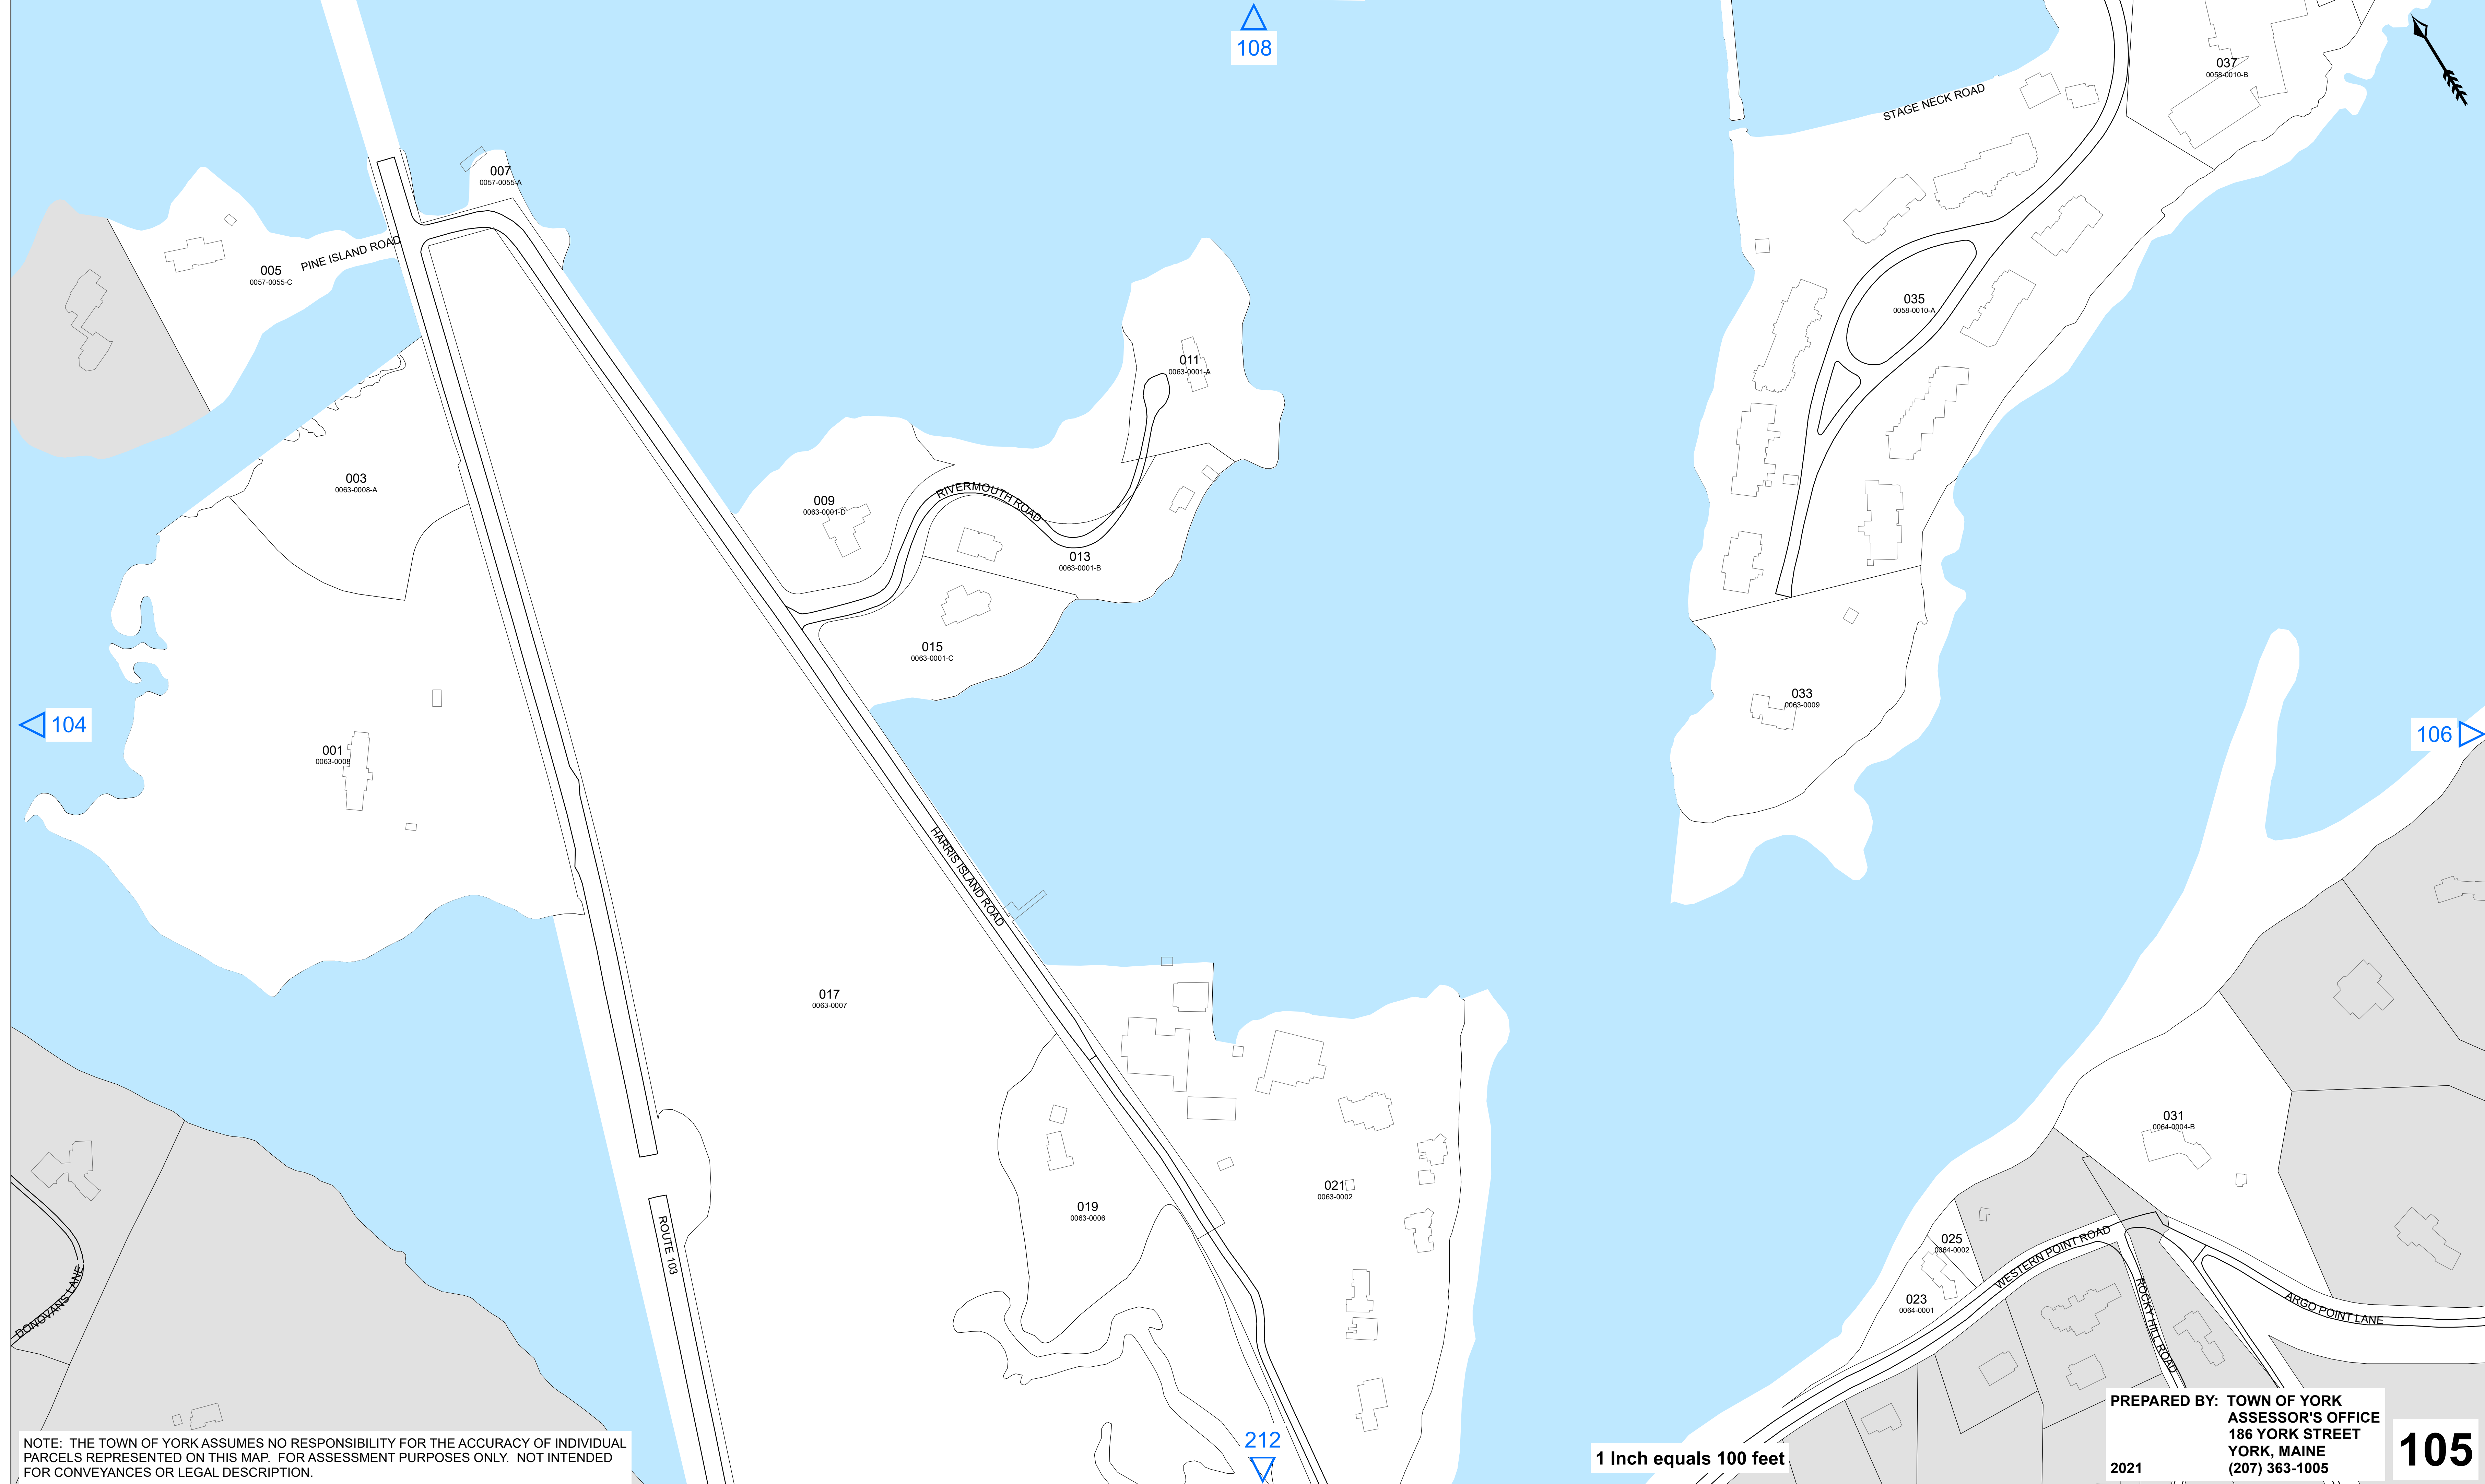 108
037
0058-0010-B
STAGE NECK ROAD
007
0057-0055-A
005
0057-0055-C
PINE ISLAND ROAD
035
0058-0010-A
011
0063-0001-A
003
0063-0008-A
009
0063-0001-D
RIVERMOUTH ROAD
013
0063-0001-B
015
0063-0001-C
033
0063-0009
104
106
001
0063-0008
HARRIS ISLAND ROAD
017
0063-0007
031
0064-0004-B
021
0063-0002
019
0063-0006
ROUTE 103
025
0064-0002
WESTERN POINT ROAD
023
0064-0001
DONOVANS LANE
ROCKY HILL ROAD
ARGO POINT LANE
212
NOTE: THE TOWN OF YORK ASSUMES NO RESPONSIBILITY FOR THE ACCURACY OF INDIVIDUAL
PARCELS REPRESENTED ON THIS MAP. FOR ASSESSMENT PURPOSES ONLY. NOT INTENDED
FOR CONVEYANCES OR LEGAL DESCRIPTION.
1 Inch equals 100 feet
PREPARED BY: TOWN OF YORK
ASSESSOR'S OFFICE
186 YORK STREET
YORK, MAINE
2021 (207) 363-1005
105